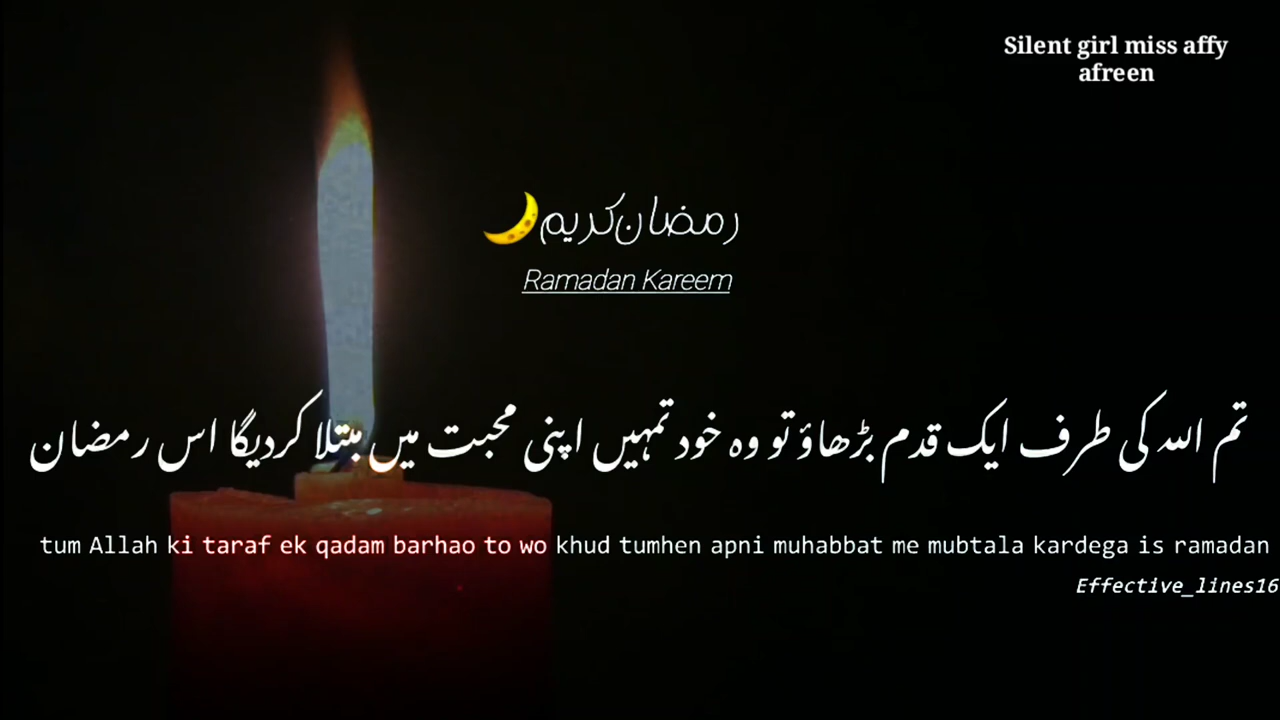 Silent girl miss affy
afreen
رمضان کریم🌙
Ramadan Kareem
تم اللہ کی طرف ایک قدم بڑھاؤ تو وہ خود تمہیں اپنی محبت میں مبتلا کردیگا اس رمضان
tum Allah ki taraf ek qadam barhao to wo khud tumhen apni muhabbat me mubtala kardega is ramadan
Effective_lines16